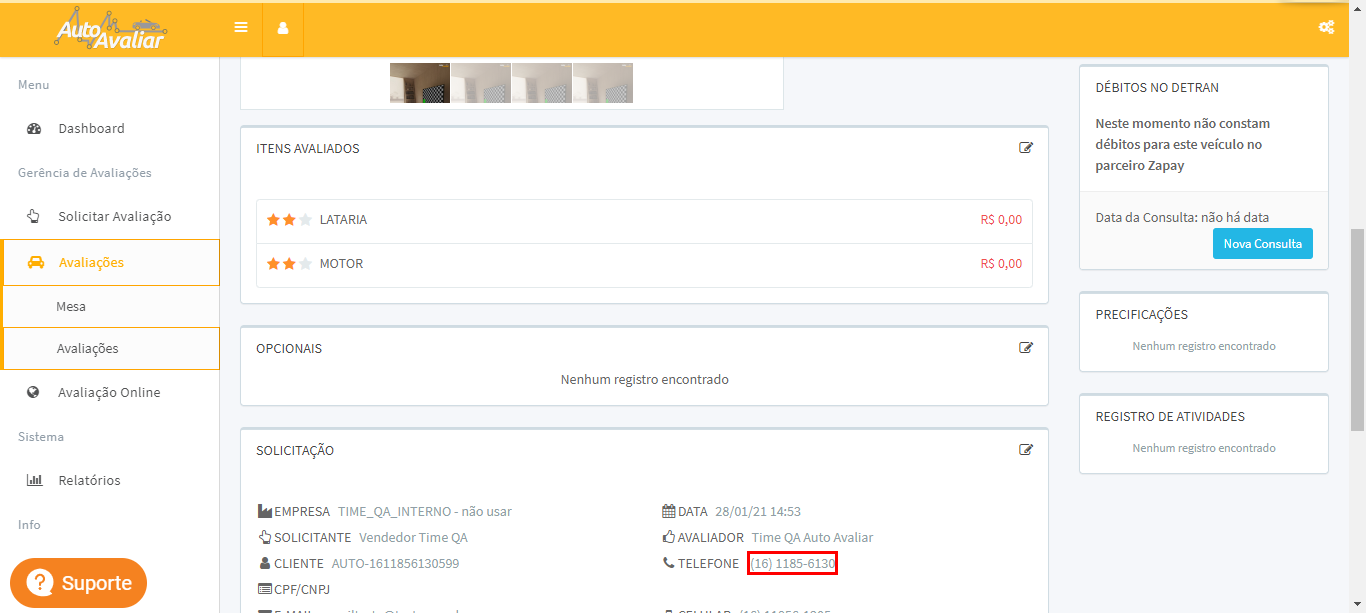 Auto
Avaliar
Menu
Dashboard
Gerência de Avaliações
Solicitar Avaliação
Avaliações
Mesa
Avaliações
Avaliação Online
Sistema
Relatórios
Info
Suporte
ITENS AVALIADOS
LATARIA R$ 0,00
MOTOR R$ 0,00
OPCIONAIS
Nenhum registro encontrado
SOLICITAÇÃO
EMPRESA TIME_QA_INTERNO - não usar
DATA 28/01/21 14:53
SOLICITANTE Vendedor Time QA
AVALIADOR Time QA Auto Avaliar
CLIENTE AUTO-1611856130599
TELEFONE (16) 1185-6130
CPF/CNPJ
DÉBITOS NO DETRAN
Neste momento não constam
débitos para este veículo no
parceiro Zapay
Data da Consulta: não há data
Nova Consulta
PRECIFICAÇÕES
Nenhum registro encontrado
REGISTRO DE ATIVIDADES
Nenhum registro encontrado